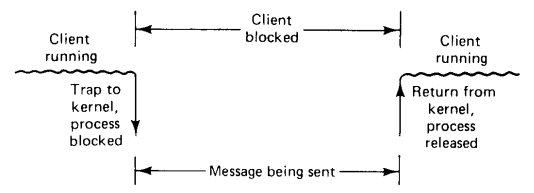 Client
blocked
Client
running
Client
running
Trap to
kernel,
process
blocked
Return from
kernel,
process
released
Message being sent